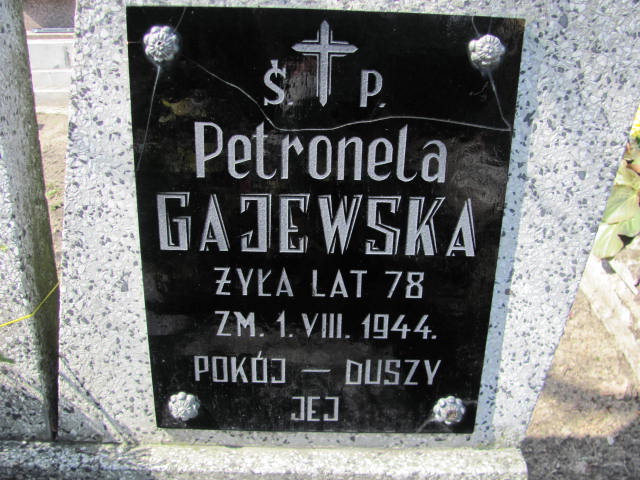 Ś. P.
Petronela
GAJEWSKA
ŻYŁA LAT 78
ZM. 1. VIII. 1944.
POKÓJ — DUSZY
JEJ